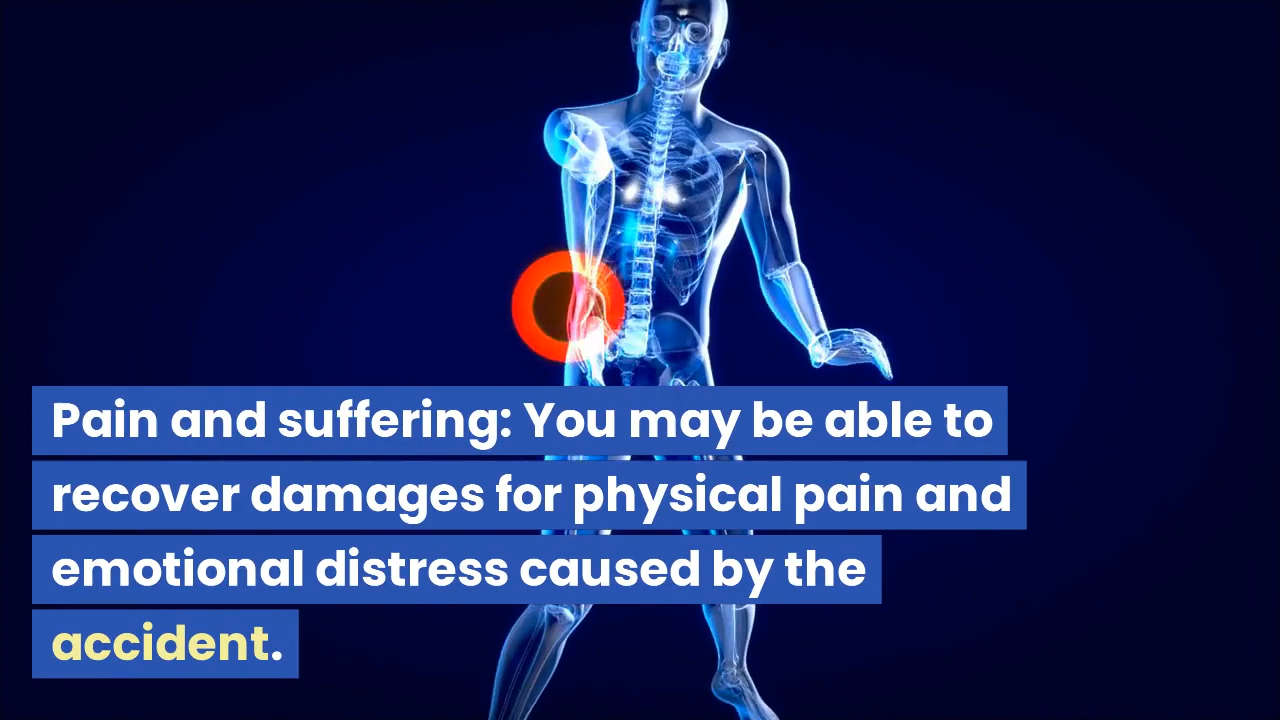 Pain and suffering: You may be able to
recover damages for physical pain and
emotional distress caused by the
accident.